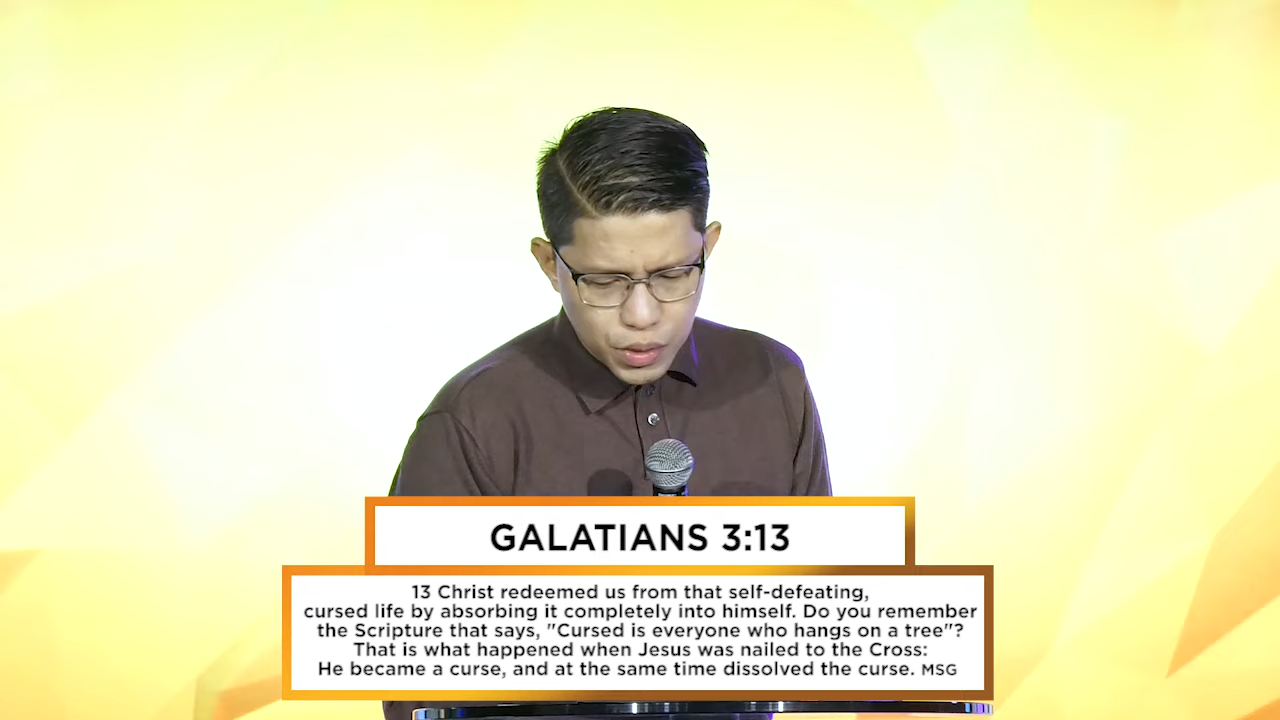 GALATIANS 3:13
13 Christ redeemed us from that self-defeating,
cursed life by absorbing it completely into himself. Do you remember
the Scripture that says, "Cursed is everyone who hangs on a tree"?
That is what happened when Jesus was nailed to the Cross:
He became a curse, and at the same time dissolved the curse. MSG